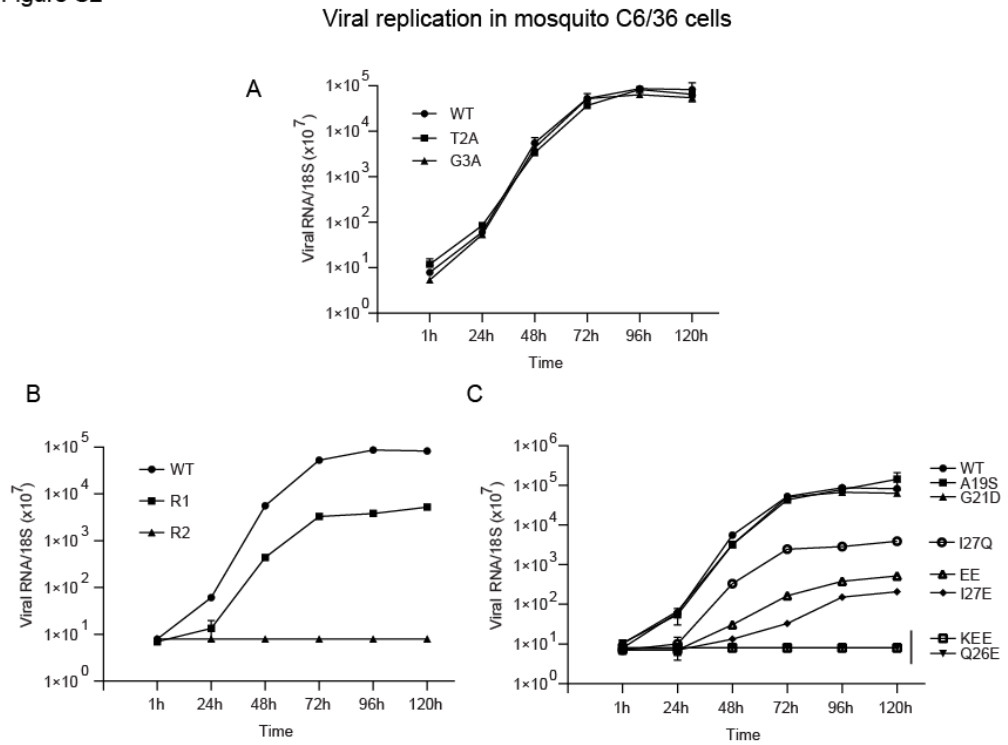 Viral replication in mosquito C6/36 cells
A
Viral RNA/18S (x10⁷)
1×10⁵
1×10⁴
1×10³
1×10²
1×10¹
1×10⁰
WT
T2A
G3A
1h 24h 48h 72h 96h 120h
Time
B
Viral RNA/18S (x10⁷)
1×10⁵
1×10⁴
1×10³
1×10²
1×10¹
1×10⁰
WT
R1
R2
1h 24h 48h 72h 96h 120h
Time
C
Viral RNA/18S (x10⁷)
1×10⁶
1×10⁵
1×10⁴
1×10³
1×10²
1×10¹
1×10⁰
WT
A19S
G21D
I27Q
EE
I27E
KEE
Q26E
1h 24h 48h 72h 96h 120h
Time